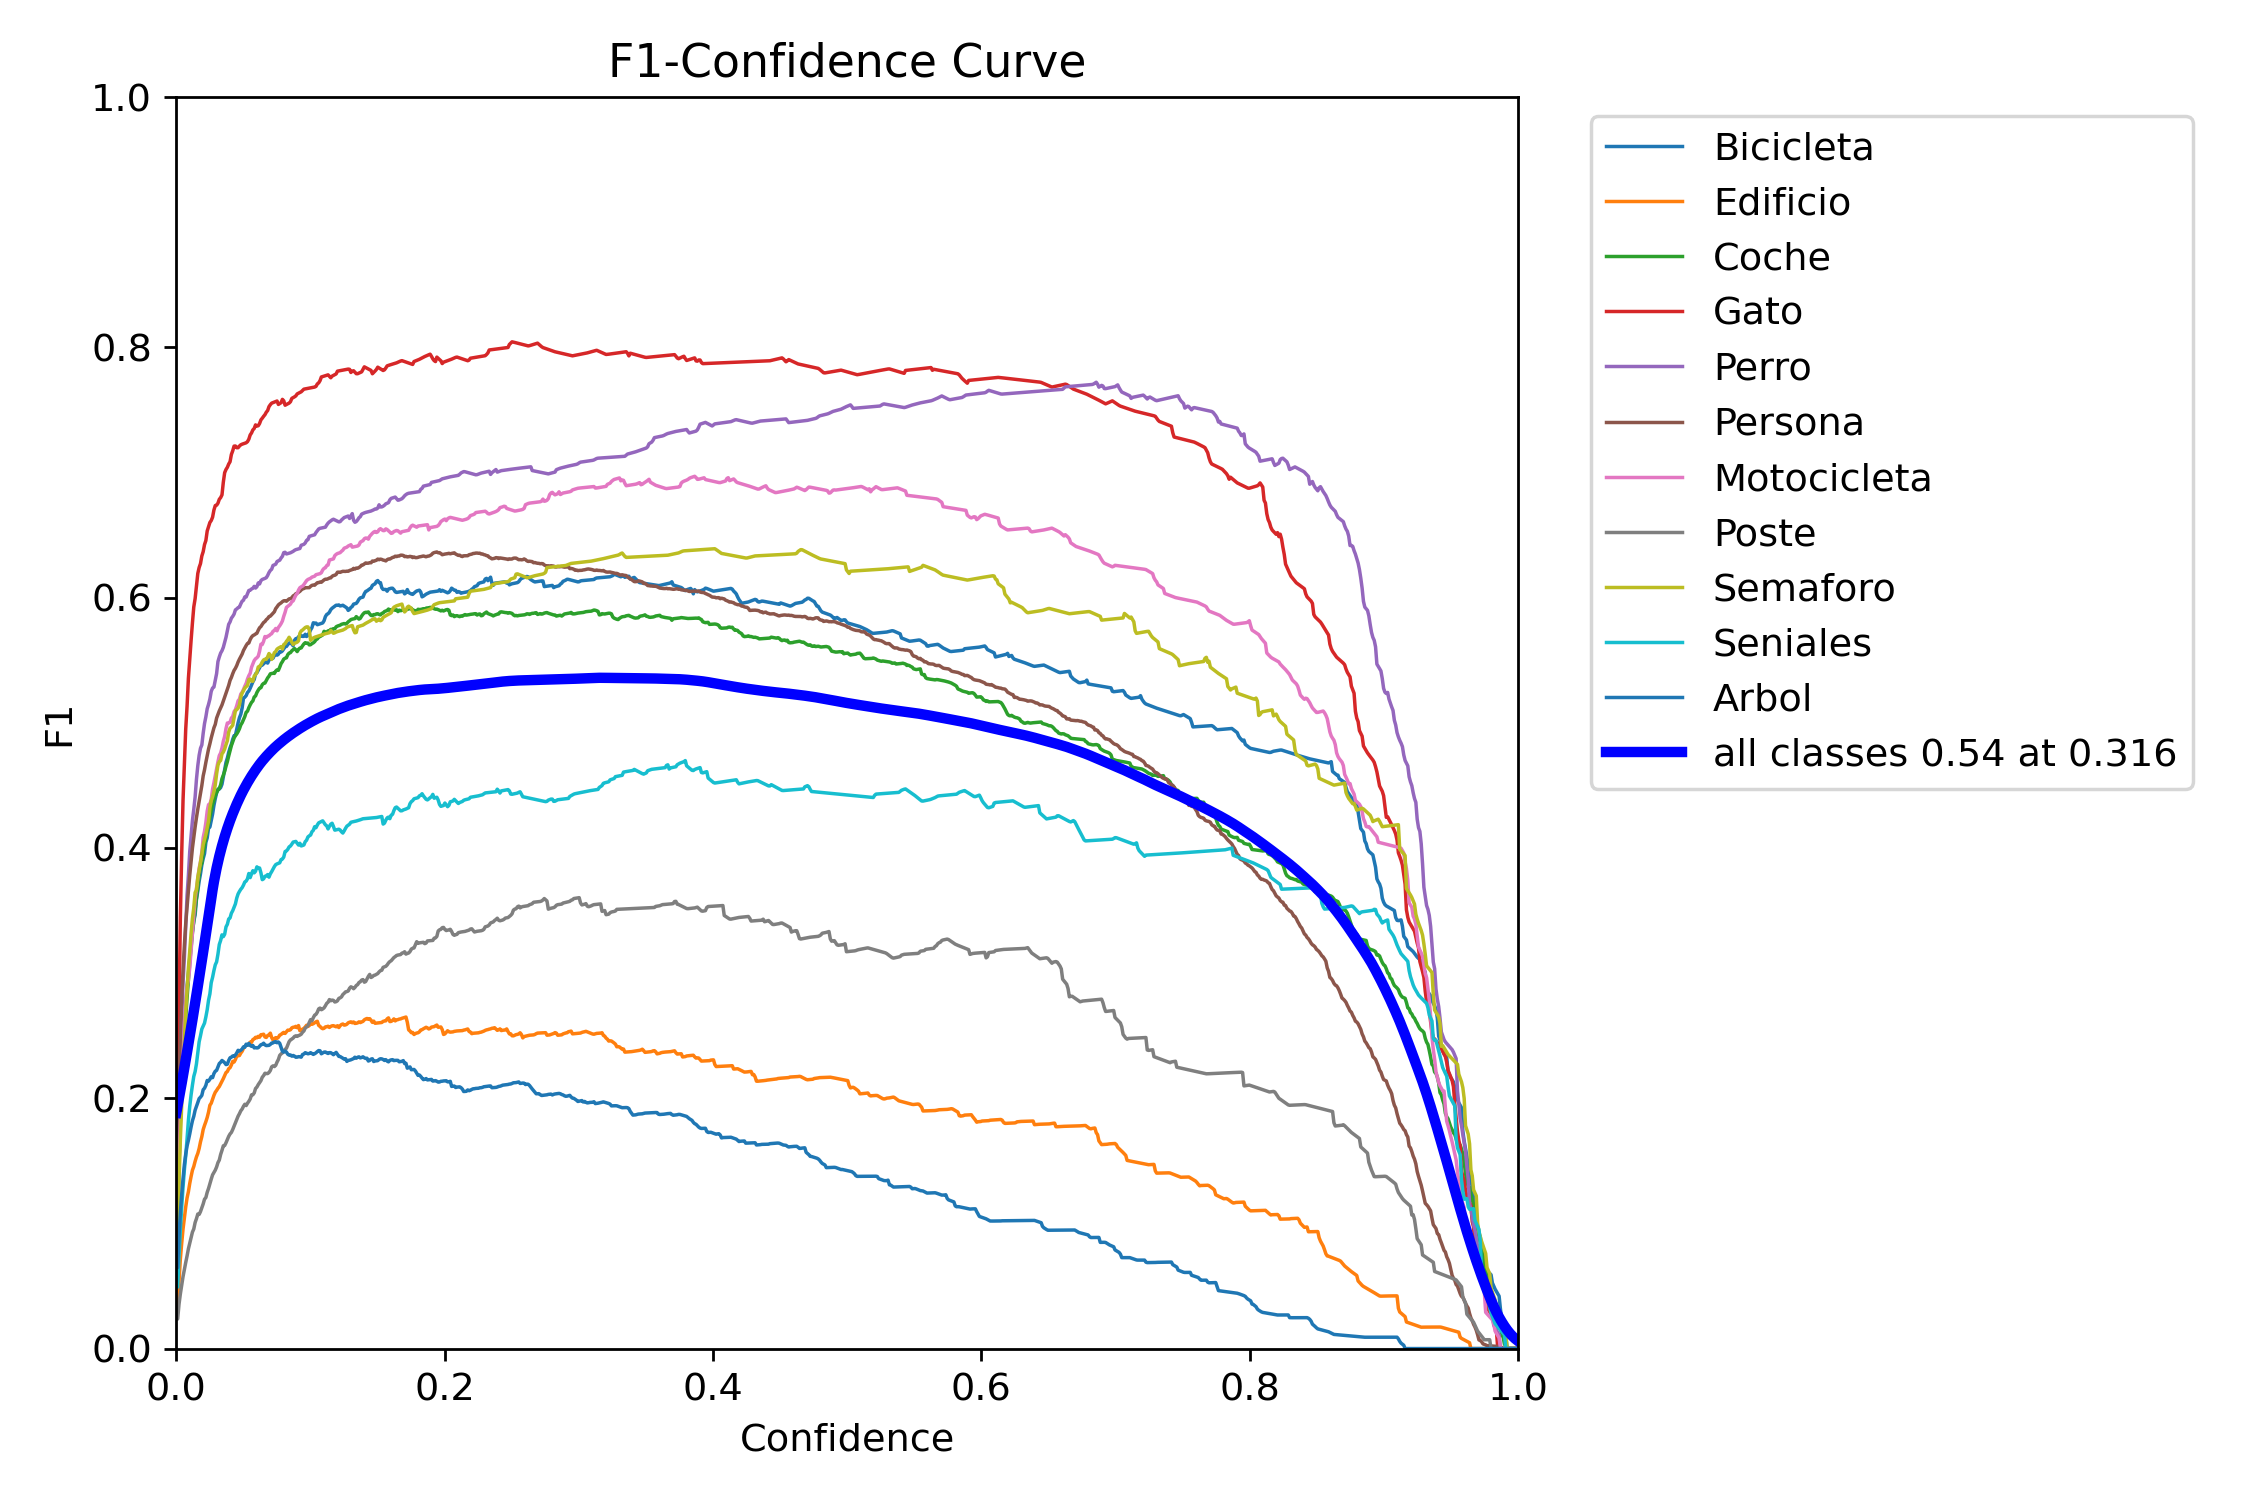 F1-Confidence Curve
1.0
0.8
0.6
0.4
0.2
0.0
F1
0.0 0.2 0.4 0.6 0.8 1.0
Confidence
Bicicleta
Edificio
Coche
Gato
Perro
Persona
Motocicleta
Poste
Semaforo
Seniales
Arbol
all classes 0.54 at 0.316